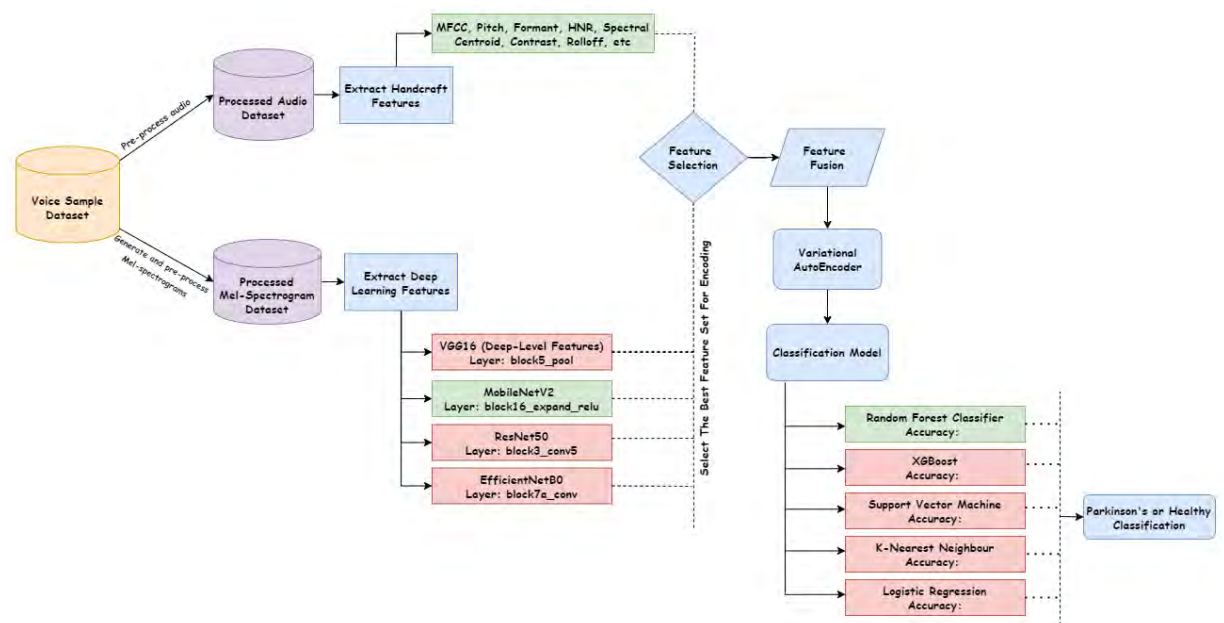 MFCC, Pitch, Formant, HNR, Spectral
Centroid, Contrast, Rolloff, etc
Extract Handcraft
Features
Processed Audio
Dataset
Pre-process audio
Voice Sample
Dataset
Generate and pre-process
Mel-spectrograms
Processed
Mel-Spectrogram
Dataset
Extract Deep
Learning Features
VGG16 (Deep-Level Features)
Layer: block5_pool
MobileNetV2
Layer: block16_expand_relu
ResNet50
Layer: block3_conv5
EfficientNetB0
Layer: block7a_conv
Select The Best Feature Set For Encoding
Feature
Selection
Feature
Fusion
Variational
AutoEncoder
Classification Model
Random Forest Classifier
Accuracy:
XGBoost
Accuracy:
Support Vector Machine
Accuracy:
K-Nearest Neighbour
Accuracy:
Logistic Regression
Accuracy:
Parkinson's or Healthy
Classification